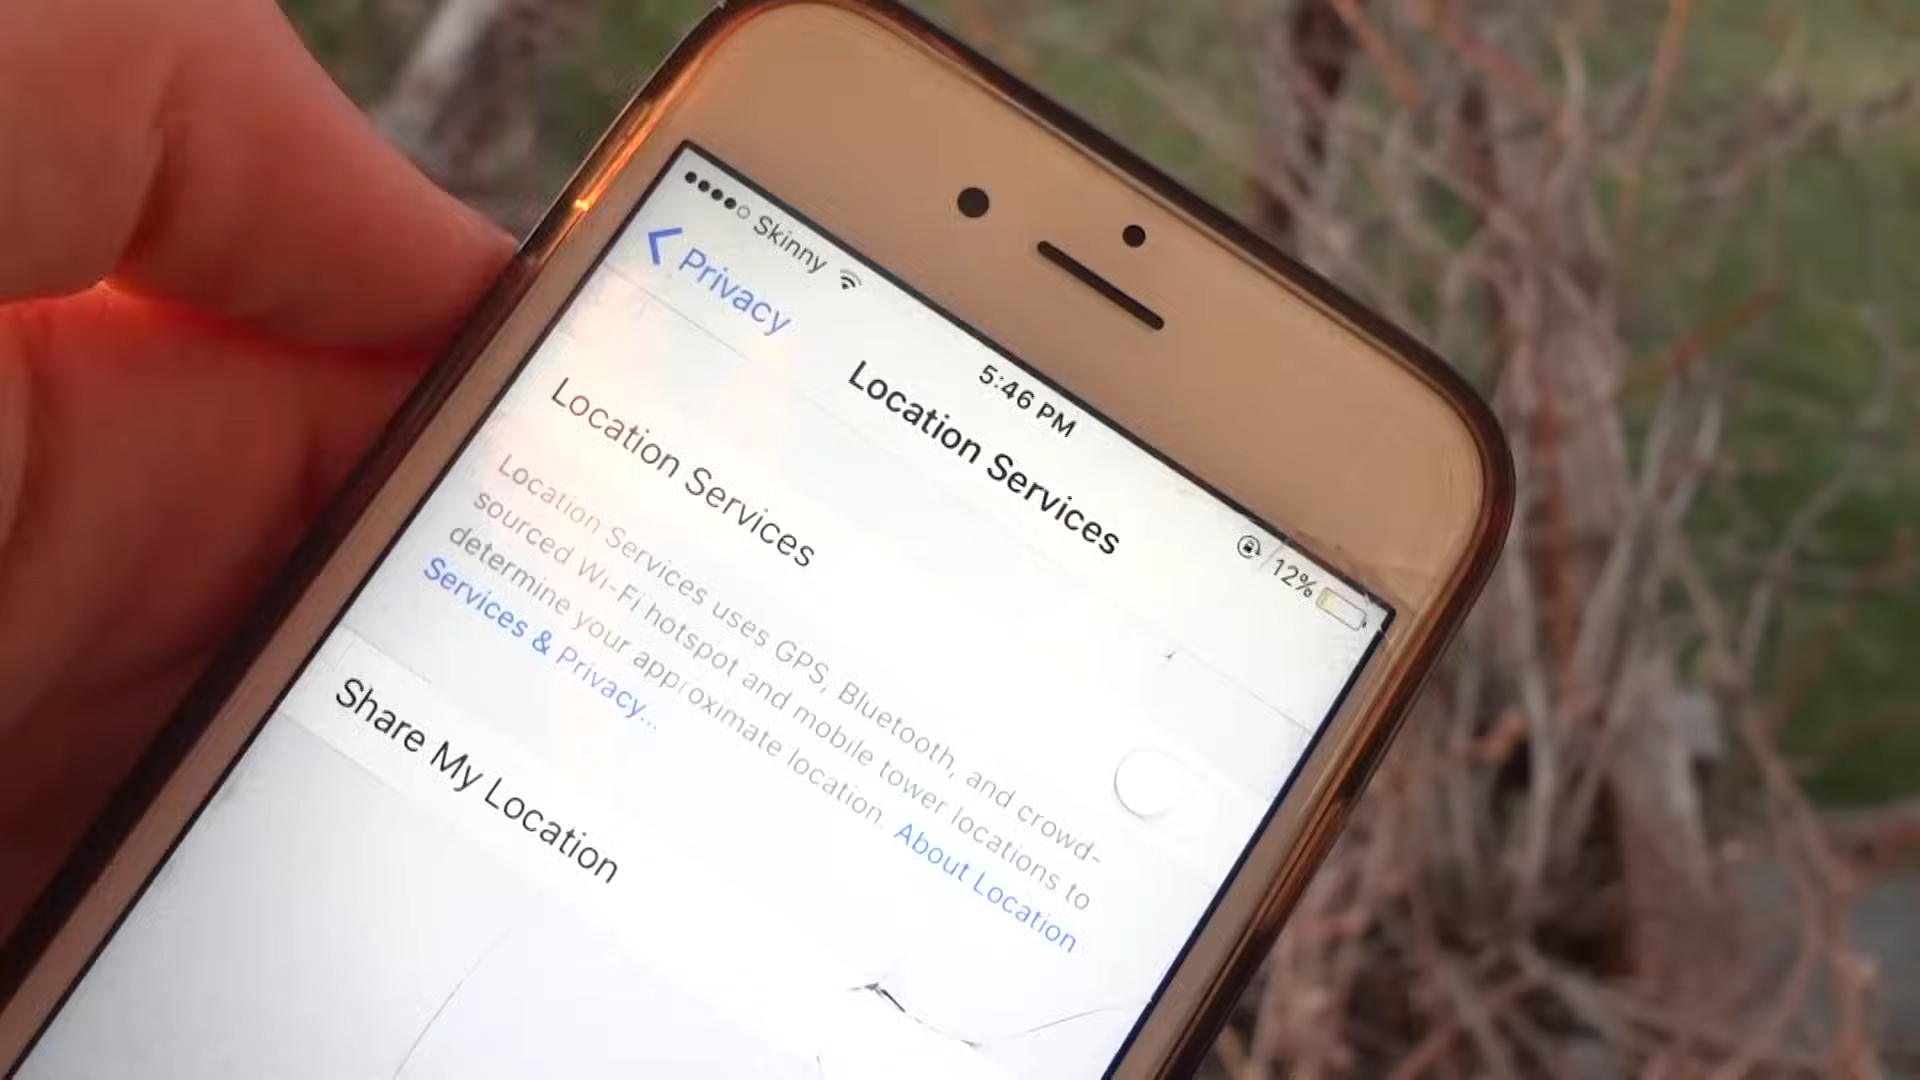 Skinny 5:46 PM 12%
Privacy Location Services
Location Services
Location Services uses GPS, Bluetooth, and crowd-
sourced Wi-Fi hotspot and mobile tower locations to
determine your approximate location. About Location
Services & Privacy...
Share My Location